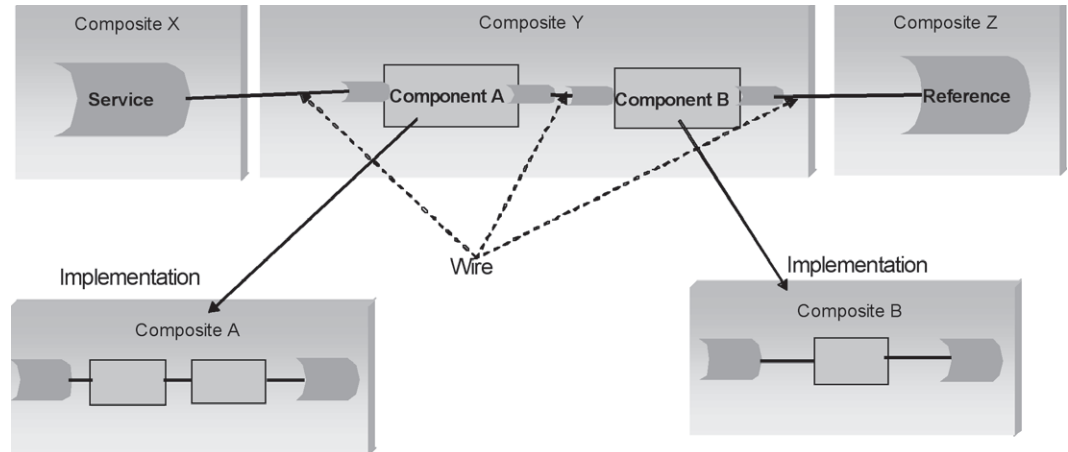 Composite X
Composite Y
Composite Z
Service
Component A
Component B
Reference
Wire
Implementation
Implementation
Composite A
Composite B